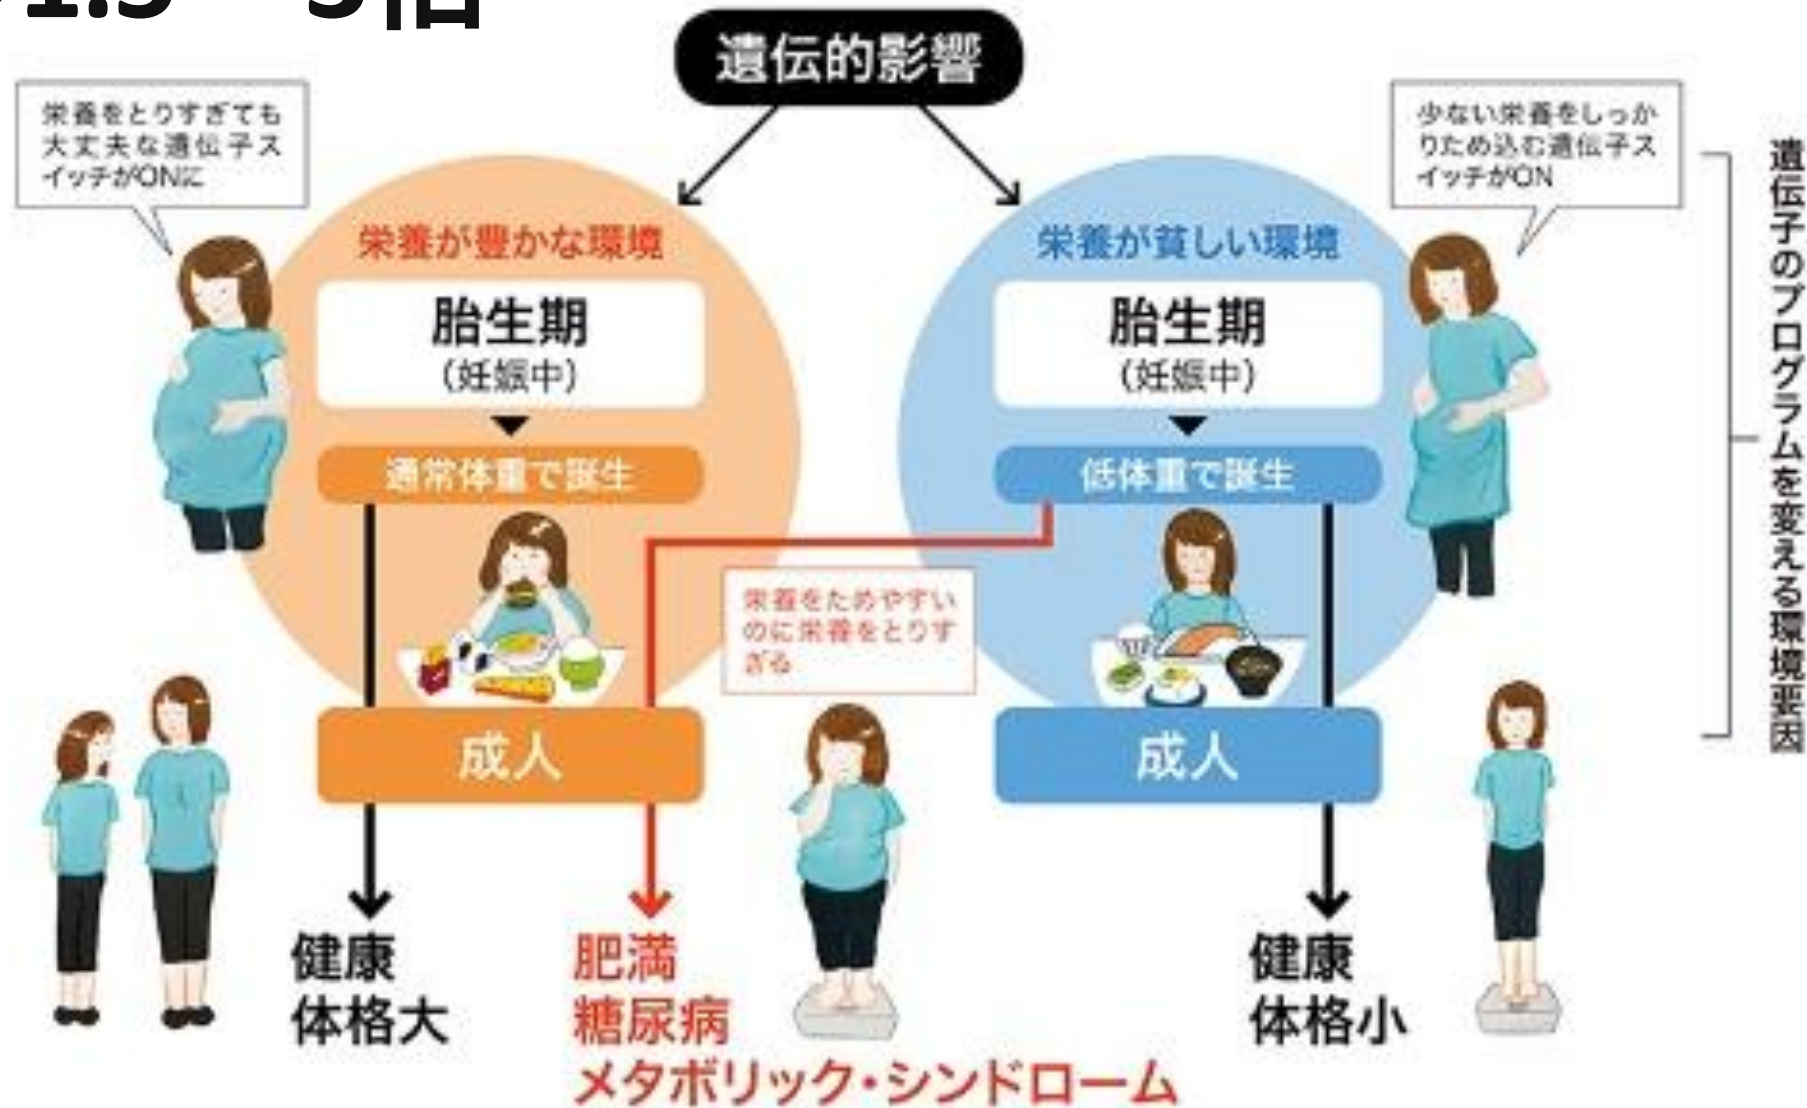 遺伝的影響
栄養をとりすぎても
大丈夫な遺伝子ス
イッチがONに
少ない栄養をしっか
りため込む遺伝子ス
イッチがON
栄養が豊かな環境
胎生期
(妊娠中)
通常体重で誕生
栄養が貧しい環境
胎生期
(妊娠中)
低体重で誕生
栄養をためやすい
のに栄養をとりす
ぎる
成人
成人
健康
体格大
肥満
糖尿病
メタボリック・シンドローム
健康
体格小
遺伝子のプログラムを変える環境要因